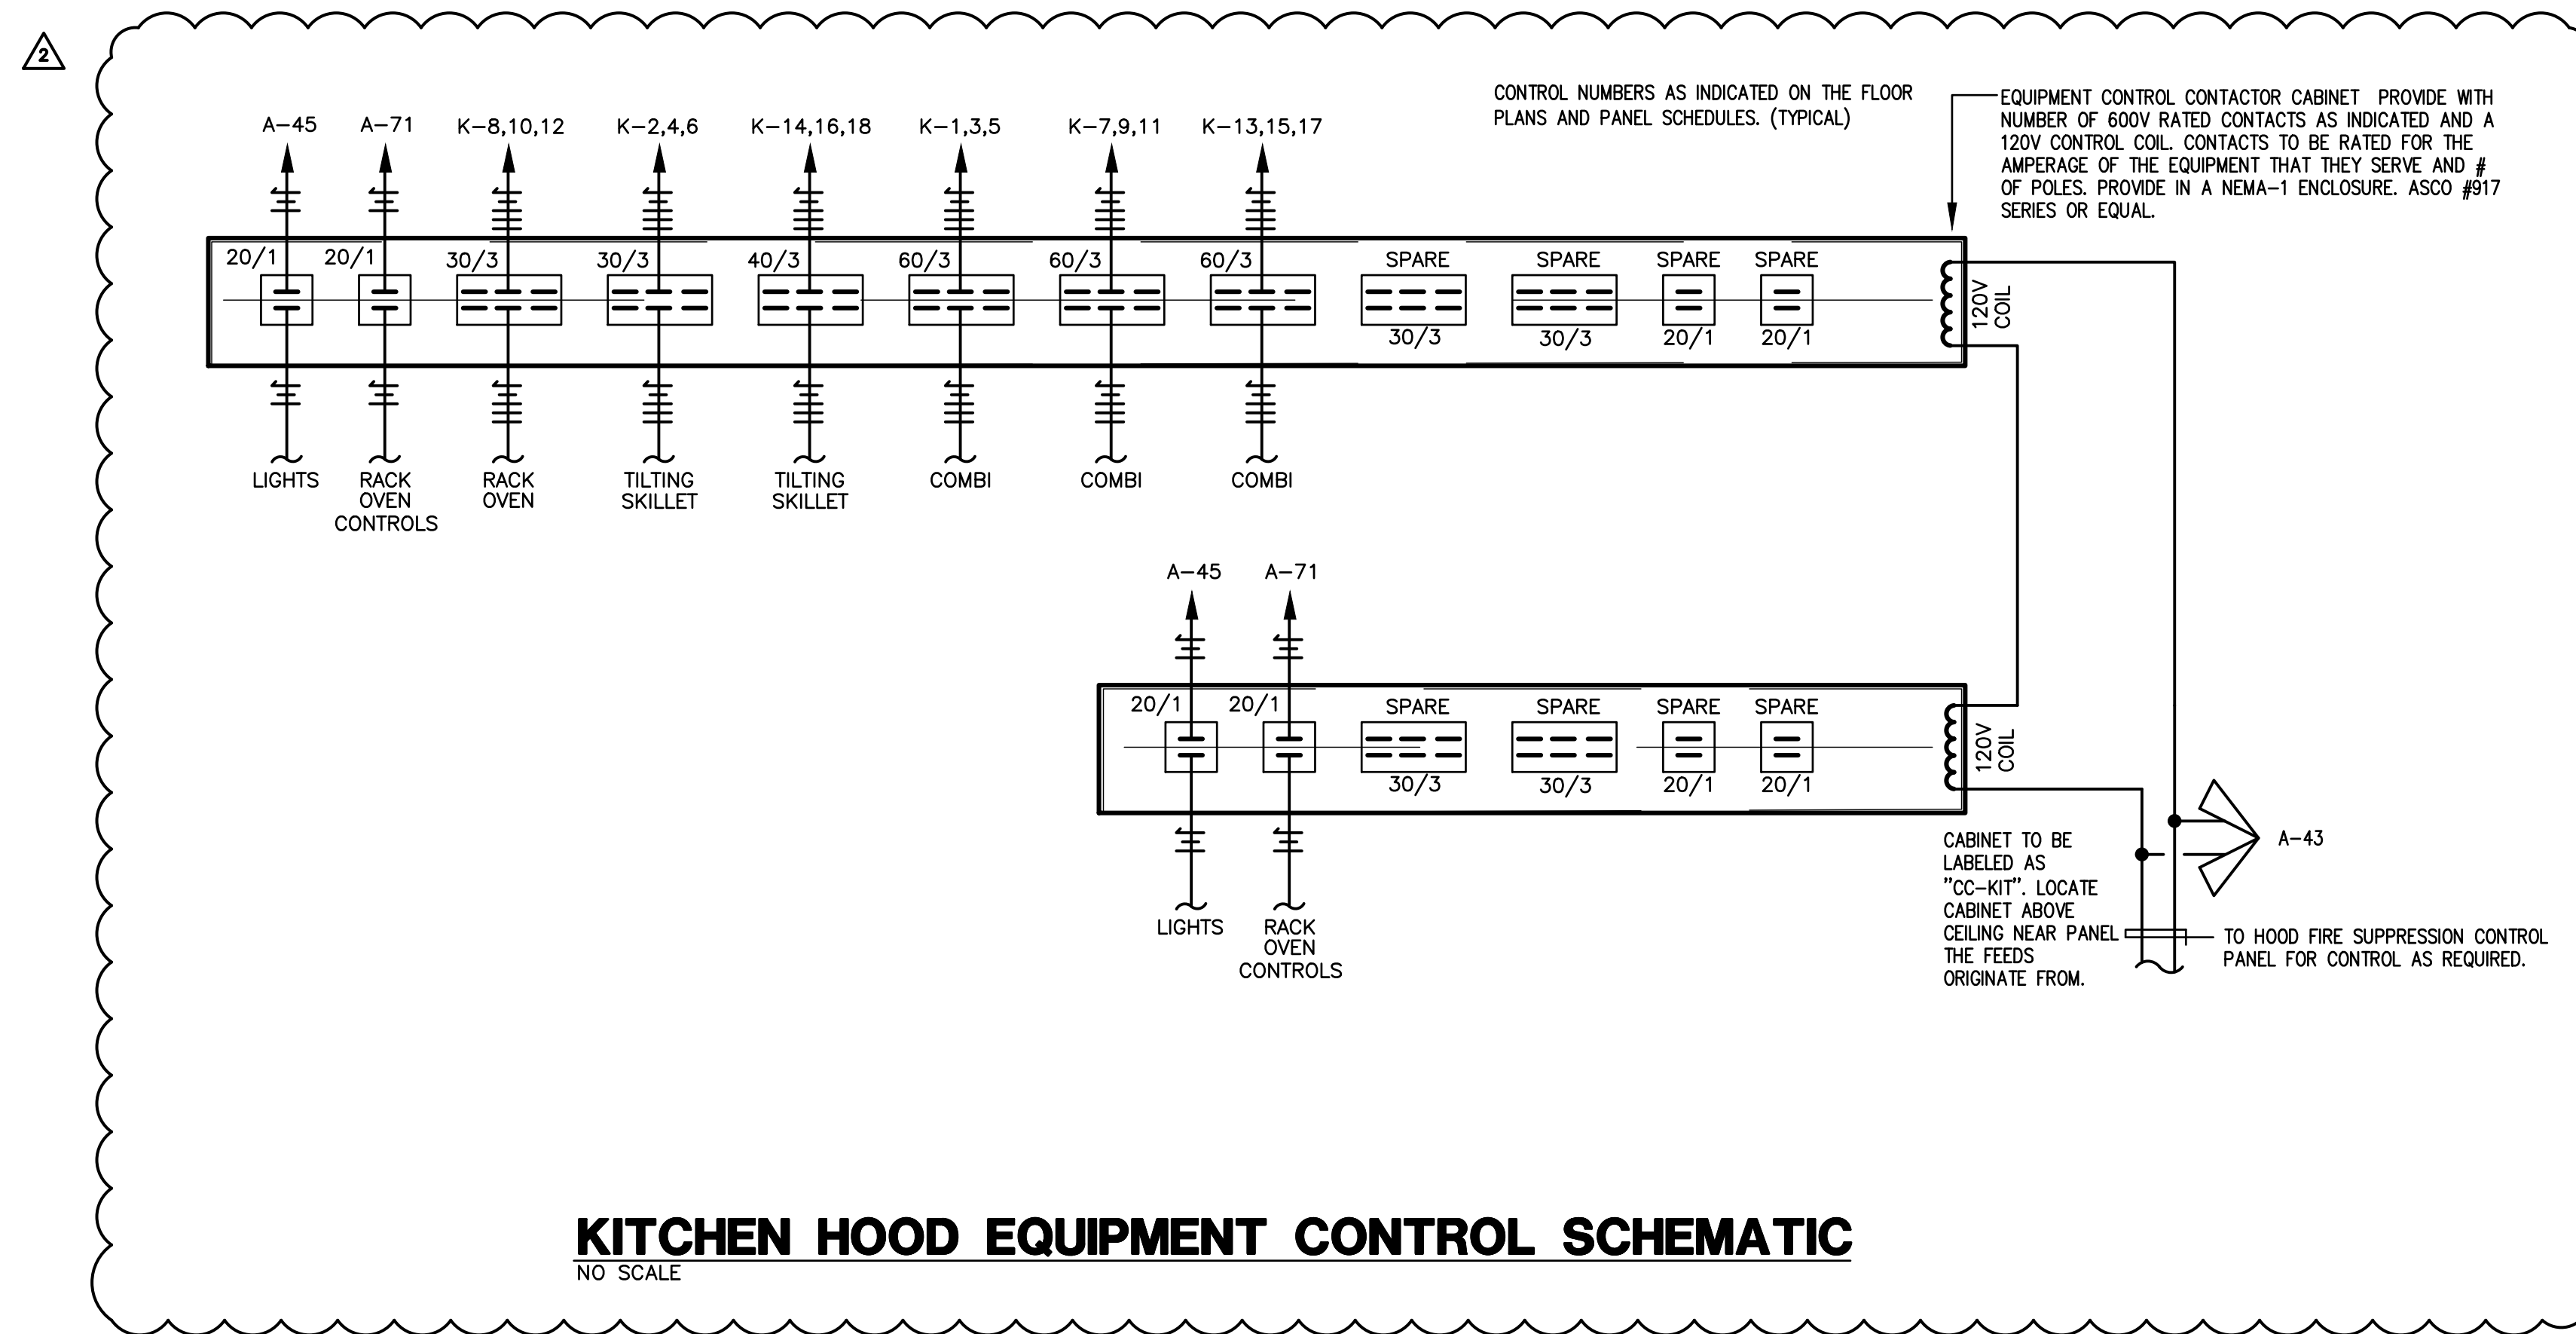 2
CONTROL NUMBERS AS INDICATED ON THE FLOOR
PLANS AND PANEL SCHEDULES. (TYPICAL)
EQUIPMENT CONTROL CONTACTOR CABINET  PROVIDE WITH
NUMBER OF 600V RATED CONTACTS AS INDICATED AND A
120V CONTROL COIL. CONTACTS TO BE RATED FOR THE
AMPERAGE OF THE EQUIPMENT THAT THEY SERVE AND #
OF POLES. PROVIDE IN A NEMA-1 ENCLOSURE. ASCO #917
SERIES OR EQUAL.
A-45 A-71 K-8,10,12 K-2,4,6 K-14,16,18 K-1,3,5 K-7,9,11 K-13,15,17
20/1 20/1 30/3 30/3 40/3 60/3 60/3 60/3 SPARE SPARE SPARE SPARE
30/3 30/3 20/1 20/1
120V
COIL
LIGHTS
RACK
OVEN
CONTROLS
RACK
OVEN
TILTING
SKILLET
TILTING
SKILLET
COMBI
COMBI
COMBI
A-45 A-71
20/1 20/1 SPARE SPARE SPARE SPARE
30/3 30/3 20/1 20/1
120V
COIL
LIGHTS
RACK
OVEN
CONTROLS
CABINET TO BE
LABELED AS
"CC-KIT". LOCATE
CABINET ABOVE
CEILING NEAR PANEL
THE FEEDS
ORIGINATE FROM.
A-43
TO HOOD FIRE SUPPRESSION CONTROL
PANEL FOR CONTROL AS REQUIRED.
KITCHEN HOOD EQUIPMENT CONTROL SCHEMATIC
NO SCALE